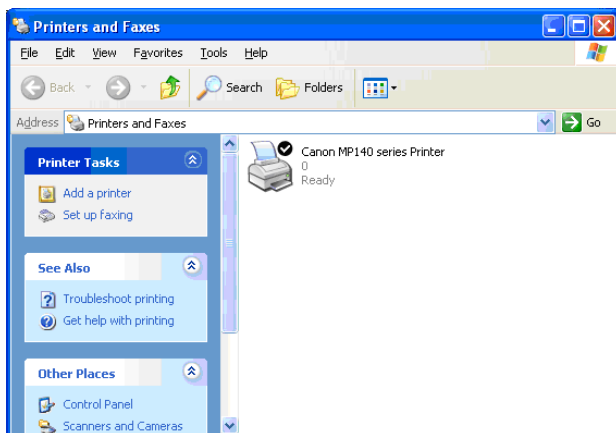 Printers and Faxes
File Edit View Favorites Tools Help
Back Search Folders
Address Printers and Faxes Go
Printer Tasks
Add a printer
Set up faxing
See Also
Troubleshoot printing
Get help with printing
Other Places
Control Panel
Scanners and Cameras
Canon MP140 series Printer
0
Ready